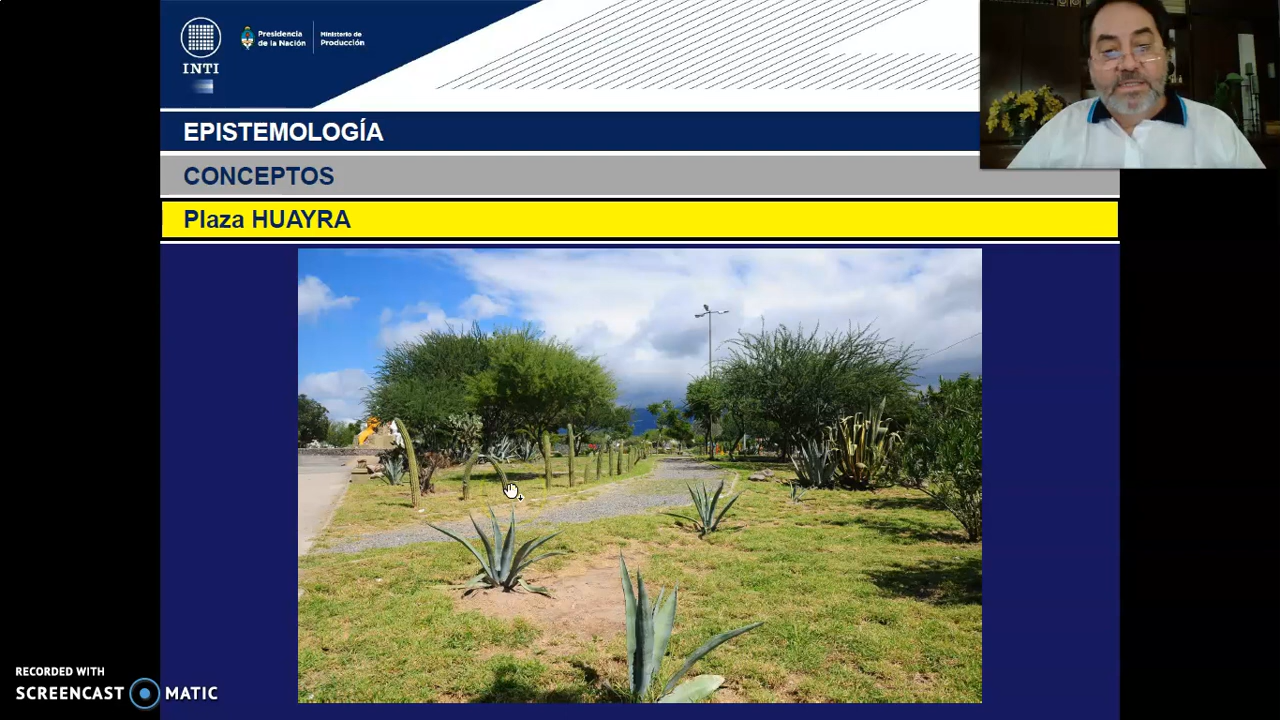 Presidencia
de la Nación
Ministerio de
Producción
INTI
EPISTEMOLOGÍA
CONCEPTOS
Plaza HUAYRA
RECORDED WITH
SCREENCAST MATIC